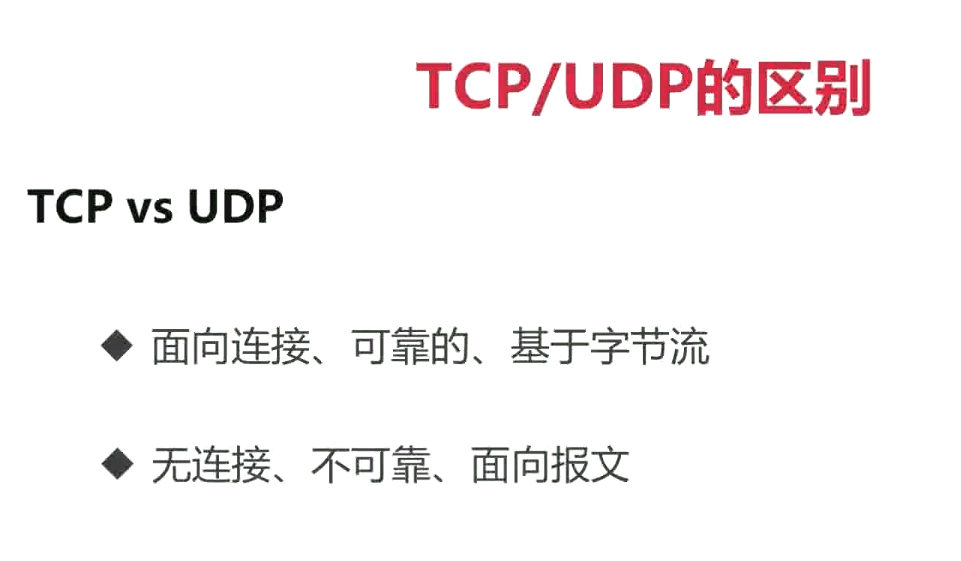 TCP/UDP的区别
TCP vs UDP
◆ 面向连接、可靠的、基于字节流
◆ 无连接、不可靠、面向报文